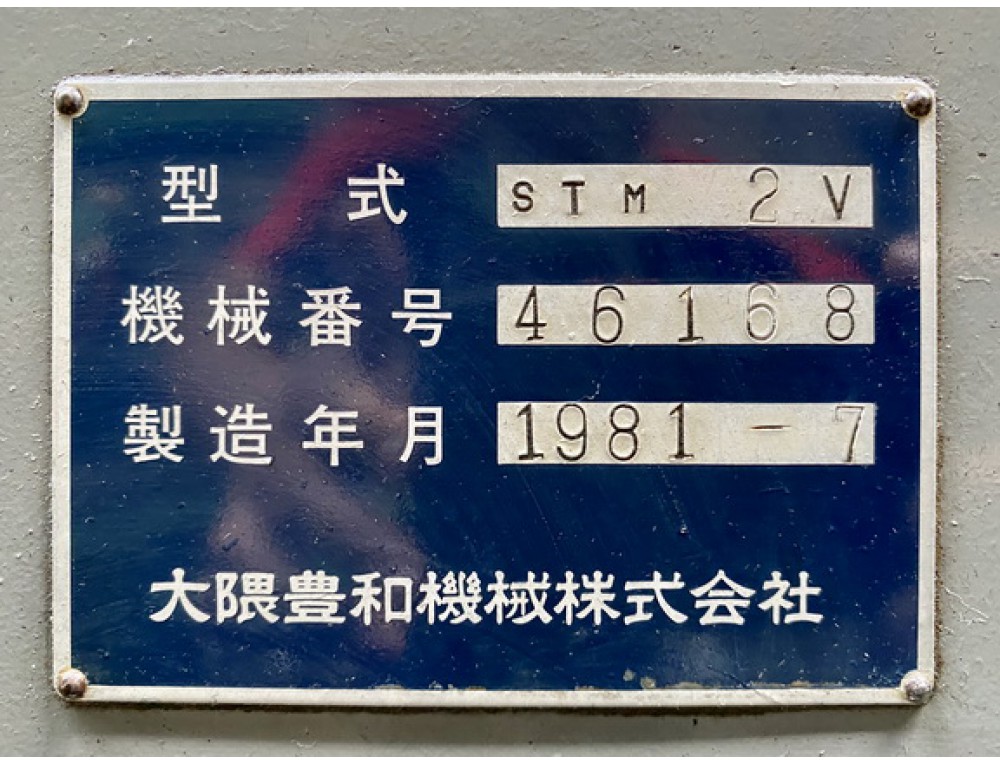 型式 STM 2V
機械番号 46168
製造年月 1981-7
大隈豊和機械株式会社